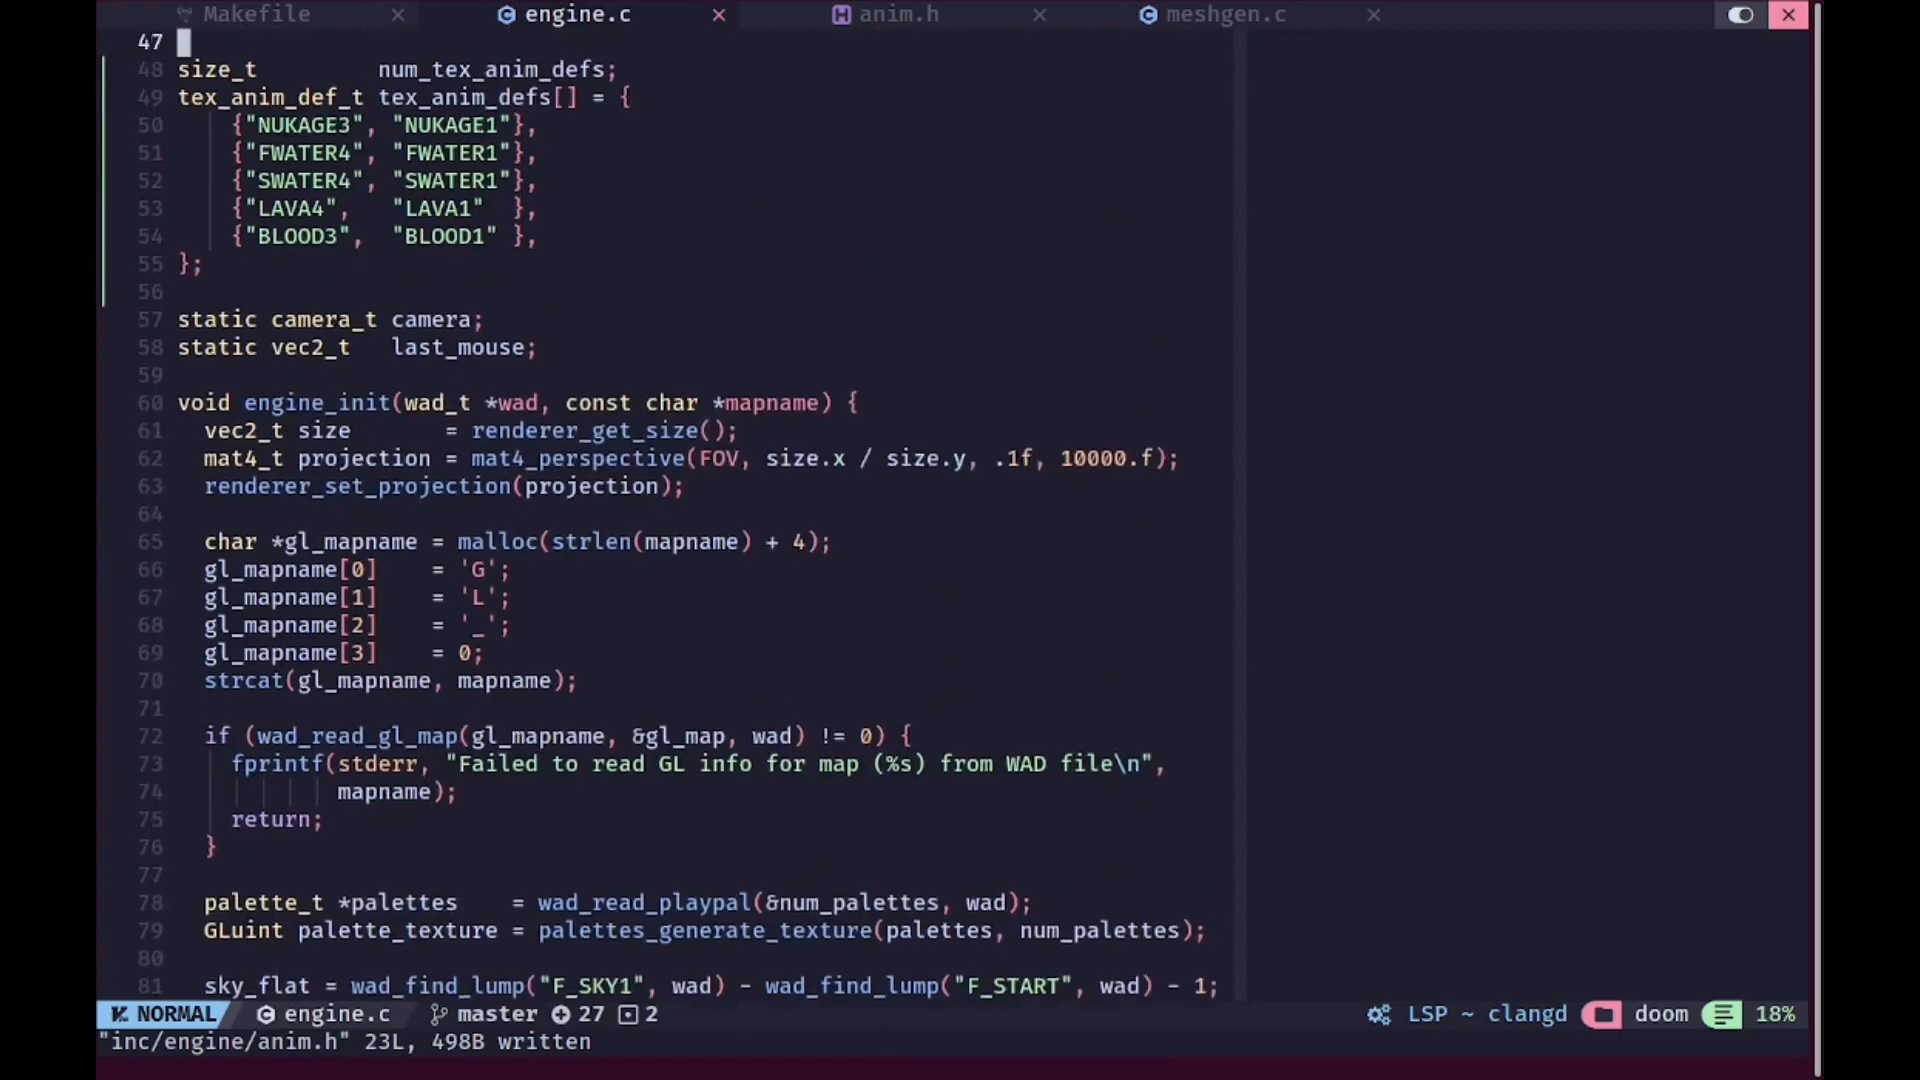 Makefile engine.c anim.h meshgen.c
47
48 size_t num_tex_anim_defs;
49 tex_anim_def_t tex_anim_defs[] = {
50 {"NUKAGE3", "NUKAGE1"},
51 {"FWATER4", "FWATER1"},
52 {"SWATER4", "SWATER1"},
53 {"LAVA4", "LAVA1" },
54 {"BLOOD3", "BLOOD1" },
55 };
56
57 static camera_t camera;
58 static vec2_t last_mouse;
59
60 void engine_init(wad_t *wad, const char *mapname) {
61 vec2_t size = renderer_get_size();
62 mat4_t projection = mat4_perspective(FOV, size.x / size.y, .1f, 10000.f);
63 renderer_set_projection(projection);
64
65 char *gl_mapname = malloc(strlen(mapname) + 4);
66 gl_mapname[0] = 'G';
67 gl_mapname[1] = 'L';
68 gl_mapname[2] = '_';
69 gl_mapname[3] = 0;
70 strcat(gl_mapname, mapname);
71
72 if (wad_read_gl_map(gl_mapname, &gl_map, wad) != 0) {
73 fprintf(stderr, "Failed to read GL info for map (%s) from WAD file\n",
74 mapname);
75 return;
76 }
77
78 palette_t *palettes = wad_read_playpal(&num_palettes, wad);
79 GLuint palette_texture = palettes_generate_texture(palettes, num_palettes);
80
81 sky_flat = wad_find_lump("F_SKY1", wad) - wad_find_lump("F_START", wad) - 1;
NORMAL engine.c master 27 2 LSP ~ clangd doom 18%
"inc/engine/anim.h" 23L, 498B written